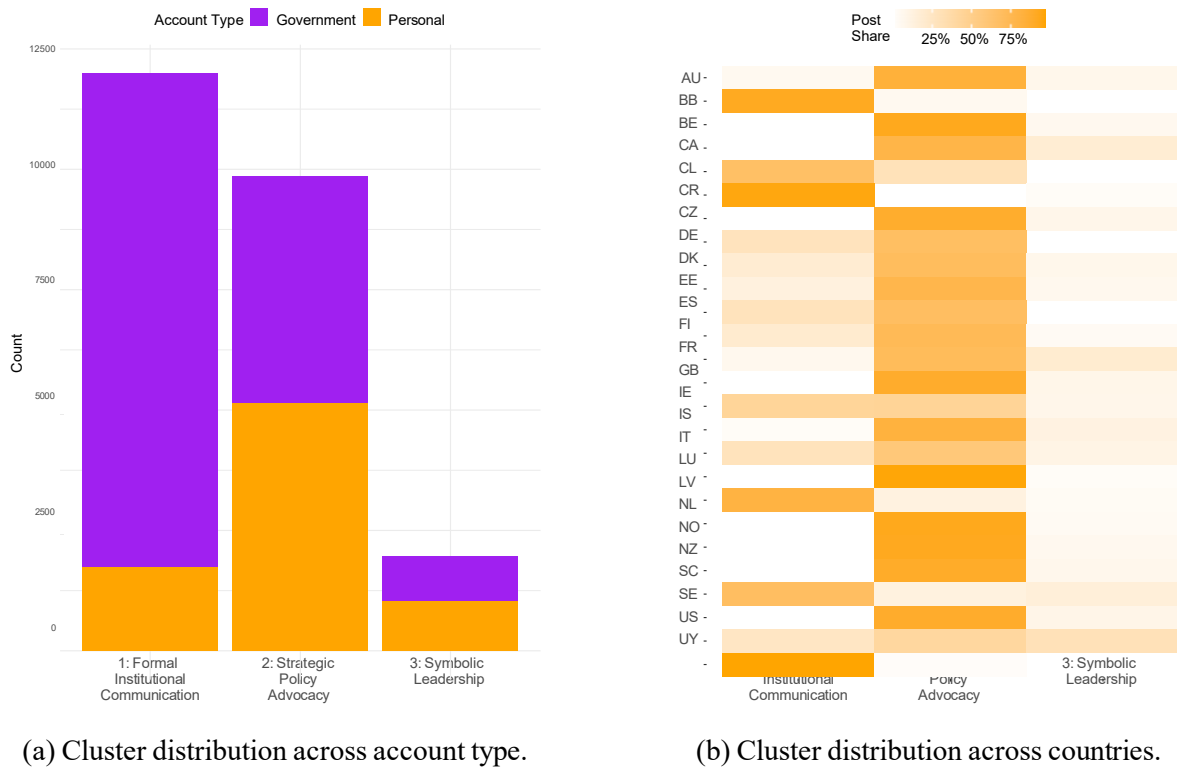 Account Type Government Personal
12500
10000
7500
5000
2500
0
Count
1: Formal
Institutional
Communication
2: Strategic
Policy
Advocacy
3: Symbolic
Leadership
(a) Cluster distribution across account type.
Post
Share
25% 50% 75%
AU
BB
BE
CA
CL
CR
CZ
DE
DK
EE
ES
FI
FR
GB
IE
IS
IT
LU
LV
NL
NO
NZ
SC
SE
US
UY
Institutional
Communication
Policy
Advocacy
3: Symbolic
Leadership
(b) Cluster distribution across countries.